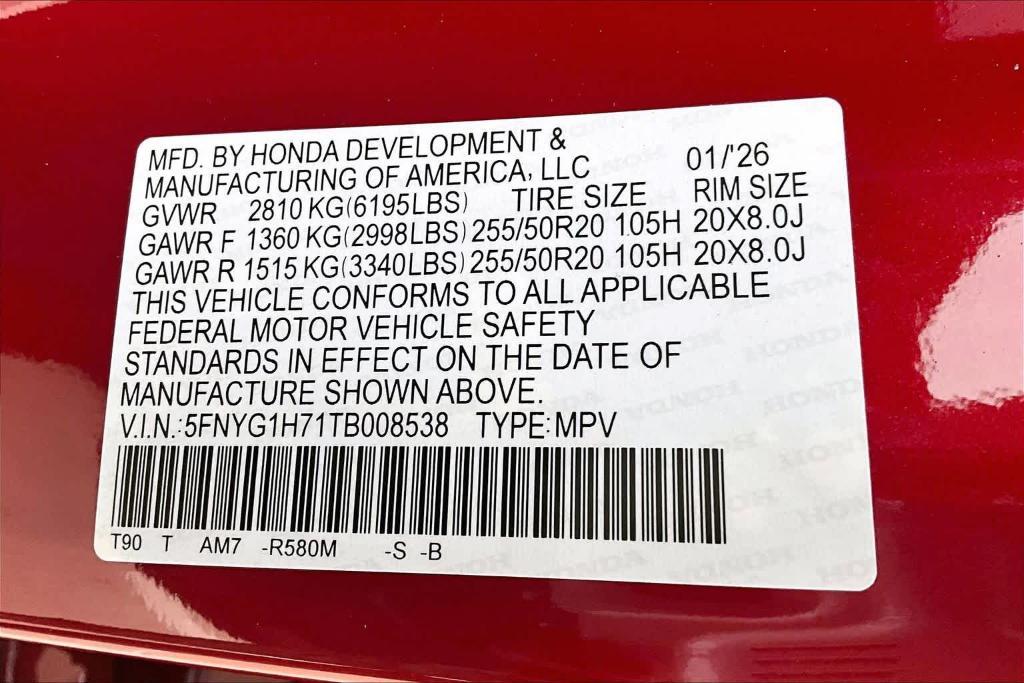 MFD. BY HONDA DEVELOPMENT &
MANUFACTURING OF AMERICA, LLC 01/'26
GVWR 2810 KG(6195LBS) TIRE SIZE RIM SIZE
GAWR F 1360 KG(2998LBS) 255/50R20 105H 20X8.0J
GAWR R 1515 KG(3340LBS) 255/50R20 105H 20X8.0J
THIS VEHICLE CONFORMS TO ALL APPLICABLE
FEDERAL MOTOR VEHICLE SAFETY
STANDARDS IN EFFECT ON THE DATE OF
MANUFACTURE SHOWN ABOVE.
V.I.N.:5FNYG1H71TB008538 TYPE:MPV
T90 T AM7 -R580M -S -B